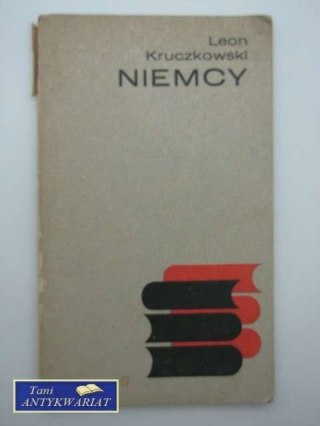 Leon
Kruczkowski
NIEMCY
Tani
ANTYKWARIAT